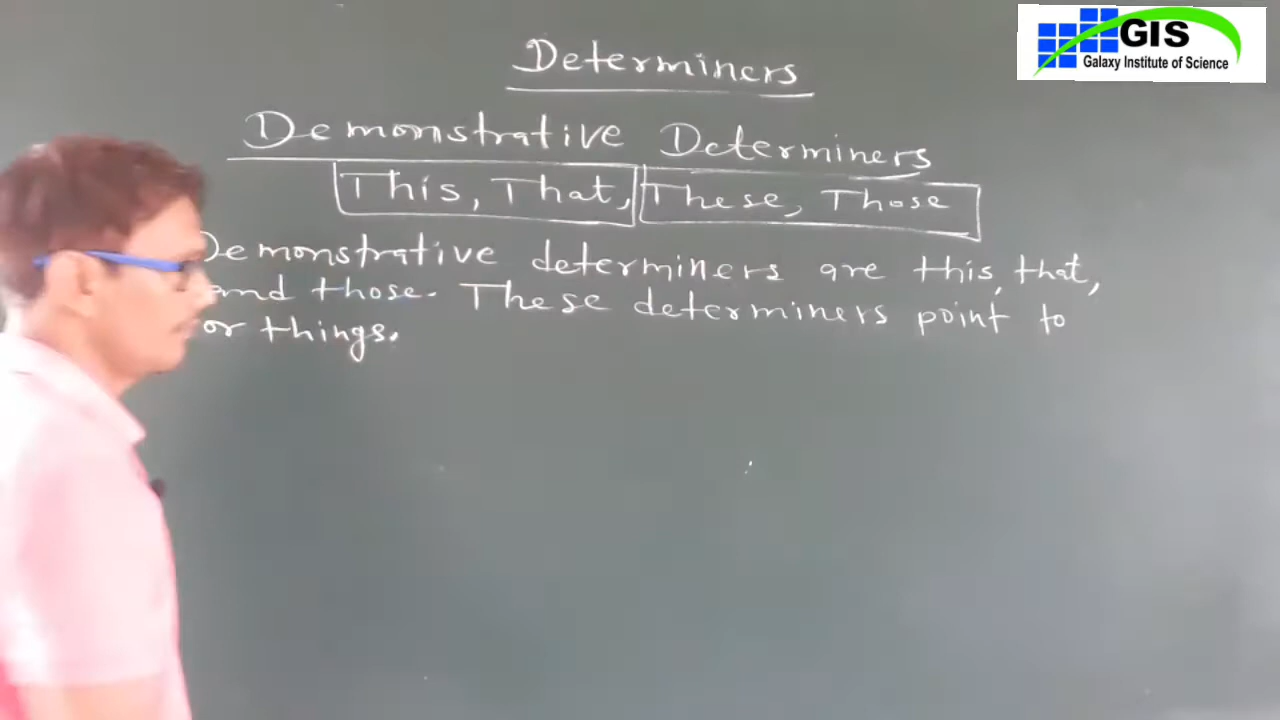 GIS
Galaxy Institute of Science
Determiners
Demonstrative Determiners
This, That, These, Those
Demonstrative determiners are this, that,
and those. These determiners point to
or things.